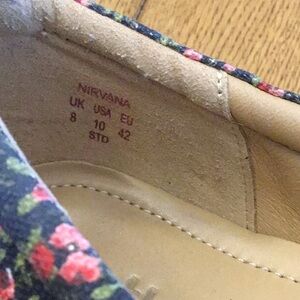 NIRVANA
UK USA EU
8 10 42
STD